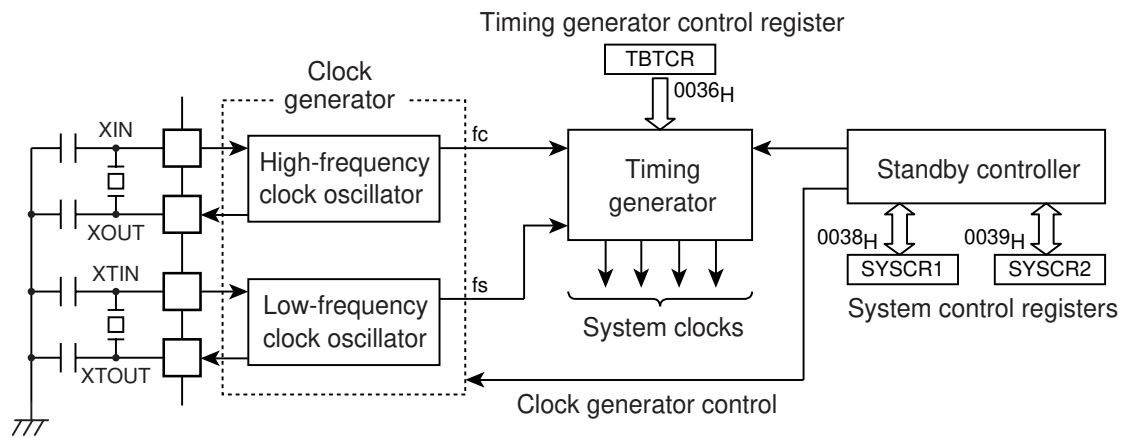 Timing generator control register
TBTCR
0036H
Clock
generator
XIN
High-frequency
clock oscillator
fc
Timing
generator
Standby controller
XOUT
0038H
0039H
SYSCR1
SYSCR2
System control registers
XTIN
Low-frequency
clock oscillator
fs
System clocks
XTOUT
Clock generator control